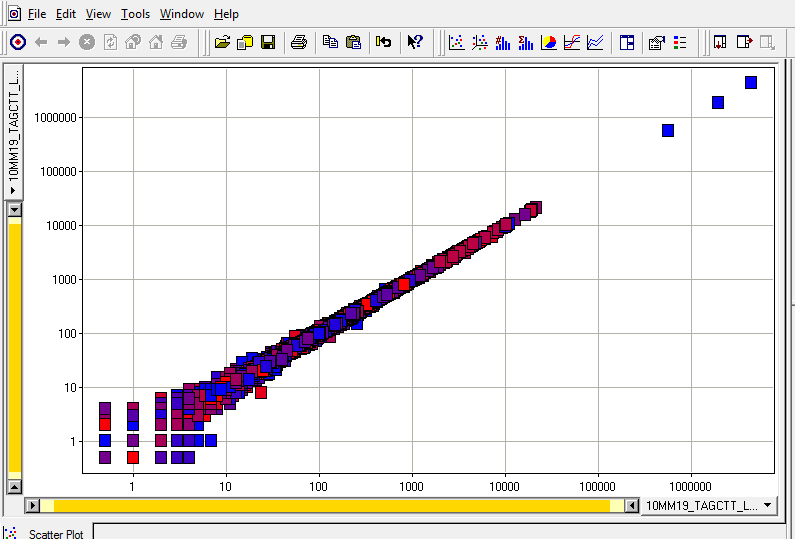 File Edit View Tools Window Help
10MM19_TAGCTT_L...
1000000
100000
10000
1000
100
10
1
1 10 100 1000 10000 100000 1000000
10MM19_TAGCTT_L...
Scatter Plot